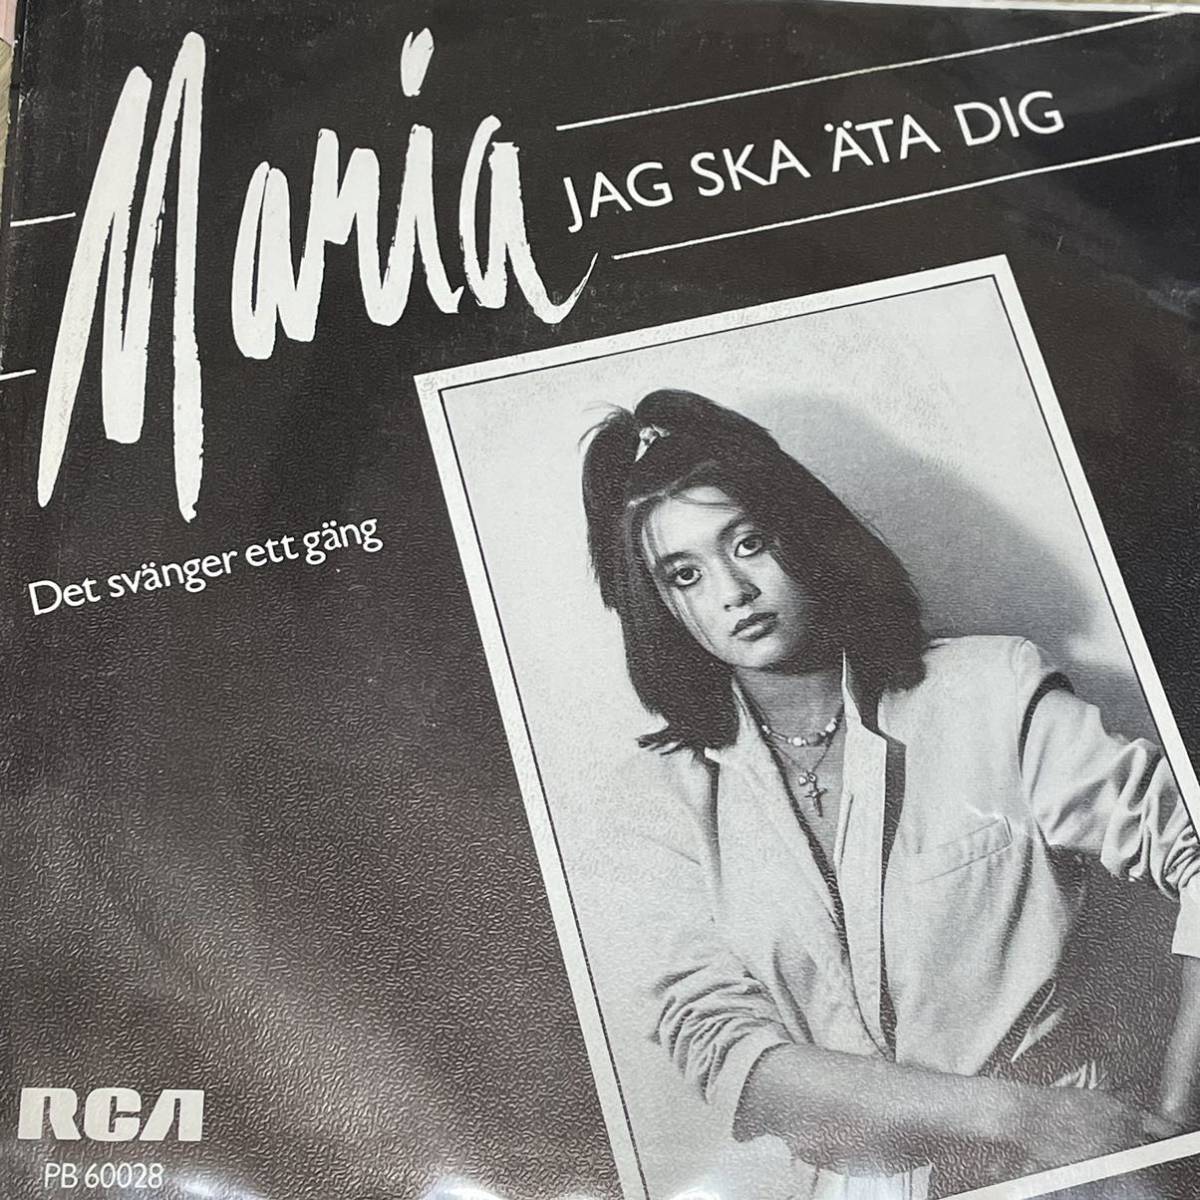 Maria
JAG SKA ÄTA DIG
Det svänger ett gäng
RCA
PB 60028